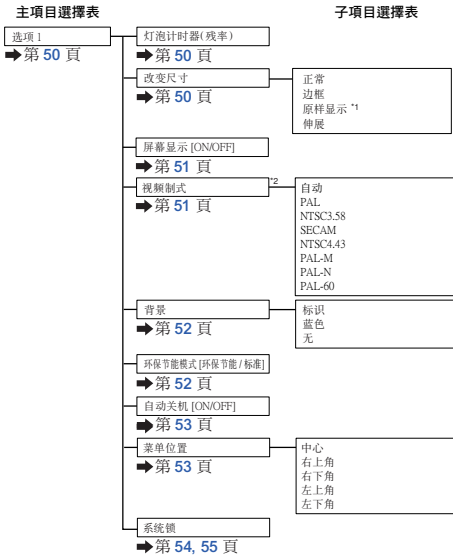 主項目選擇表
子項目選擇表
选项 1
➡第 50 頁
灯泡计时器(残率)
➡第 50 頁
改变尺寸
➡第 50 頁
正常
边框
原样显示 *1
伸展
屏幕显示 [ON/OFF]
➡第 51 頁
视频制式
*2
➡第 51 頁
自动
PAL
NTSC3.58
SECAM
NTSC4.43
PAL-M
PAL-N
PAL-60
背景
➡第 52 頁
标识
蓝色
无
环保节能模式 [环保节能 / 标准]
➡第 52 頁
自动关机 [ON/OFF]
➡第 53 頁
菜单位置
➡第 53 頁
中心
右上角
右下角
左上角
左下角
系统锁
➡第 54, 55 頁